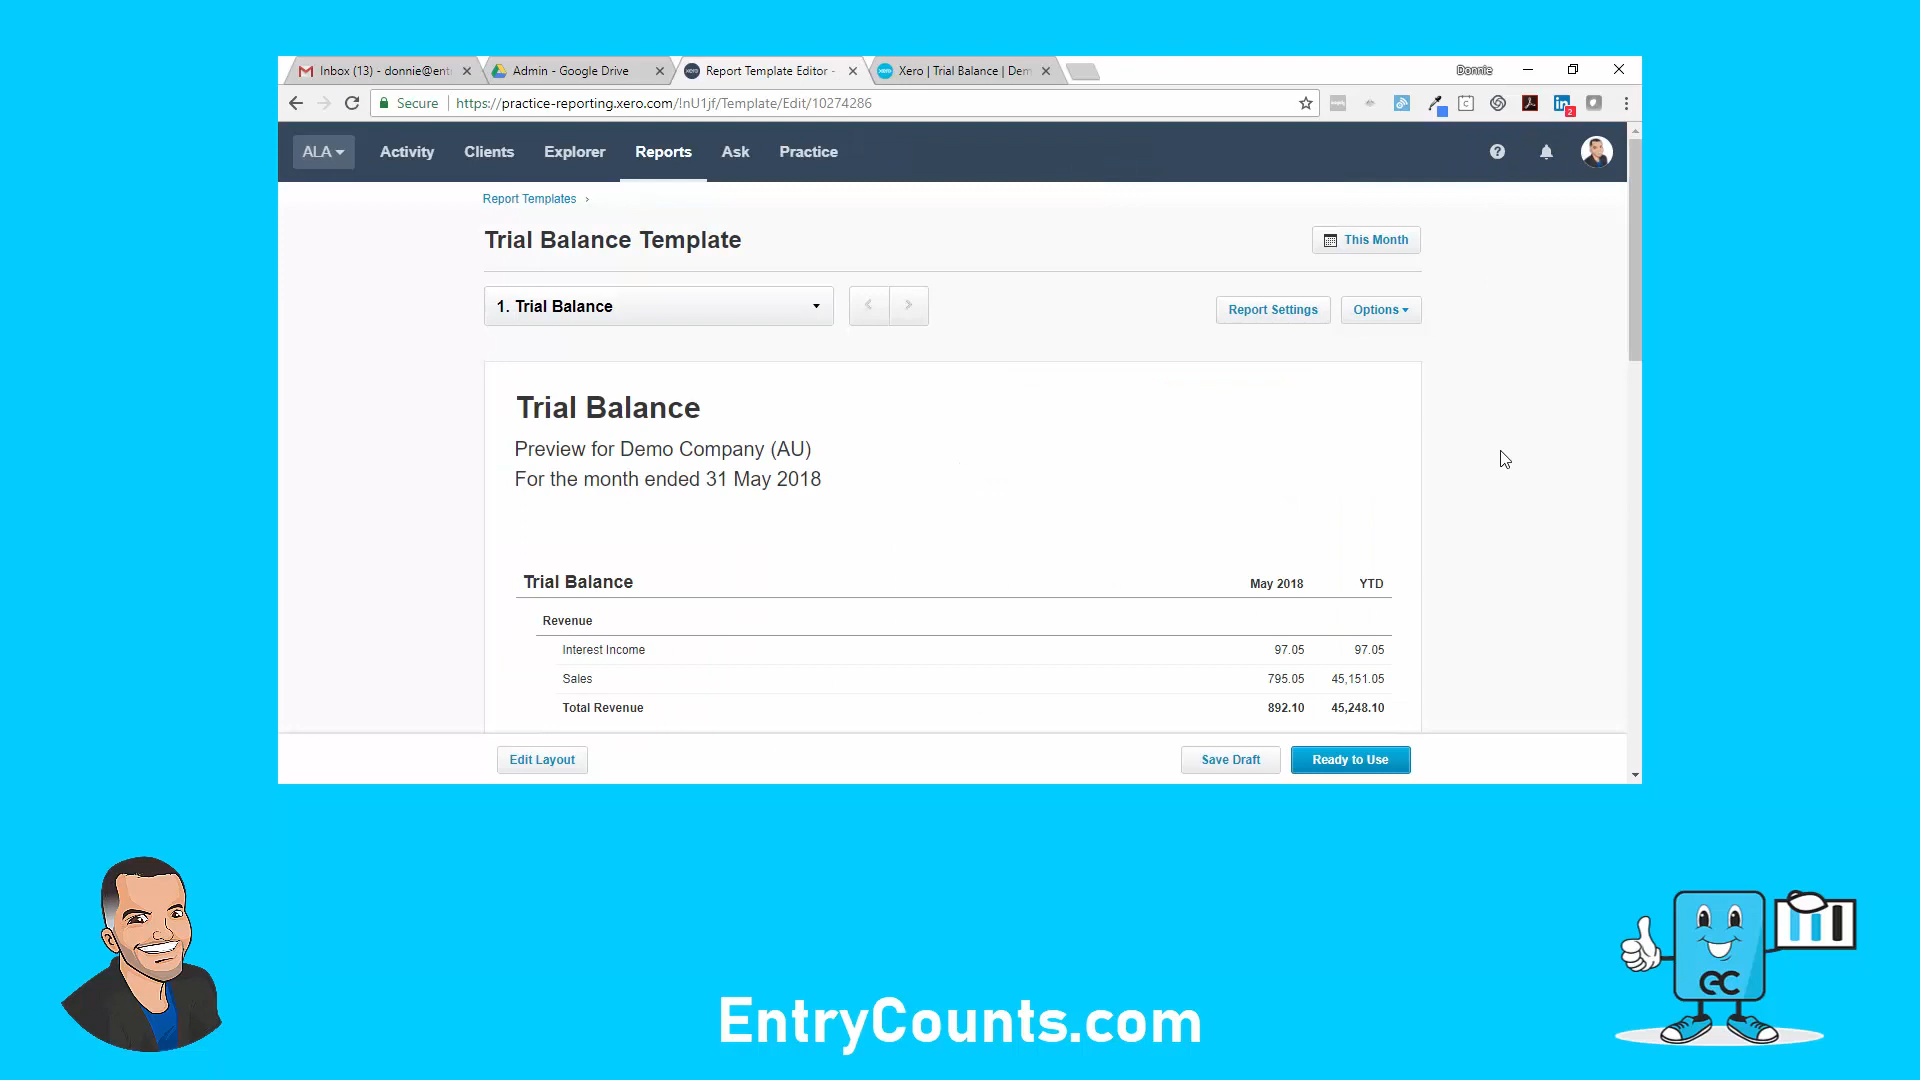 Inbox (13) - donnie@ent
Admin - Google Drive
Report Template Editor -
Xero | Trial Balance | Dem
Donnie
Secure
https://practice-reporting.xero.com/!nU1jf/Template/Edit/10274286
2
ALA
Activity
Clients
Explorer
Reports
Ask
Practice
Report Templates ›
Trial Balance Template
This Month
1. Trial Balance
Report Settings
Options
Trial Balance
Preview for Demo Company (AU)
For the month ended 31 May 2018
Trial Balance May 2018 YTD
Revenue
Interest Income 97.05 97.05
Sales 795.05 45,151.05
Total Revenue 892.10 45,248.10
Edit Layout
Save Draft
Ready to Use
ec
EntryCounts.com